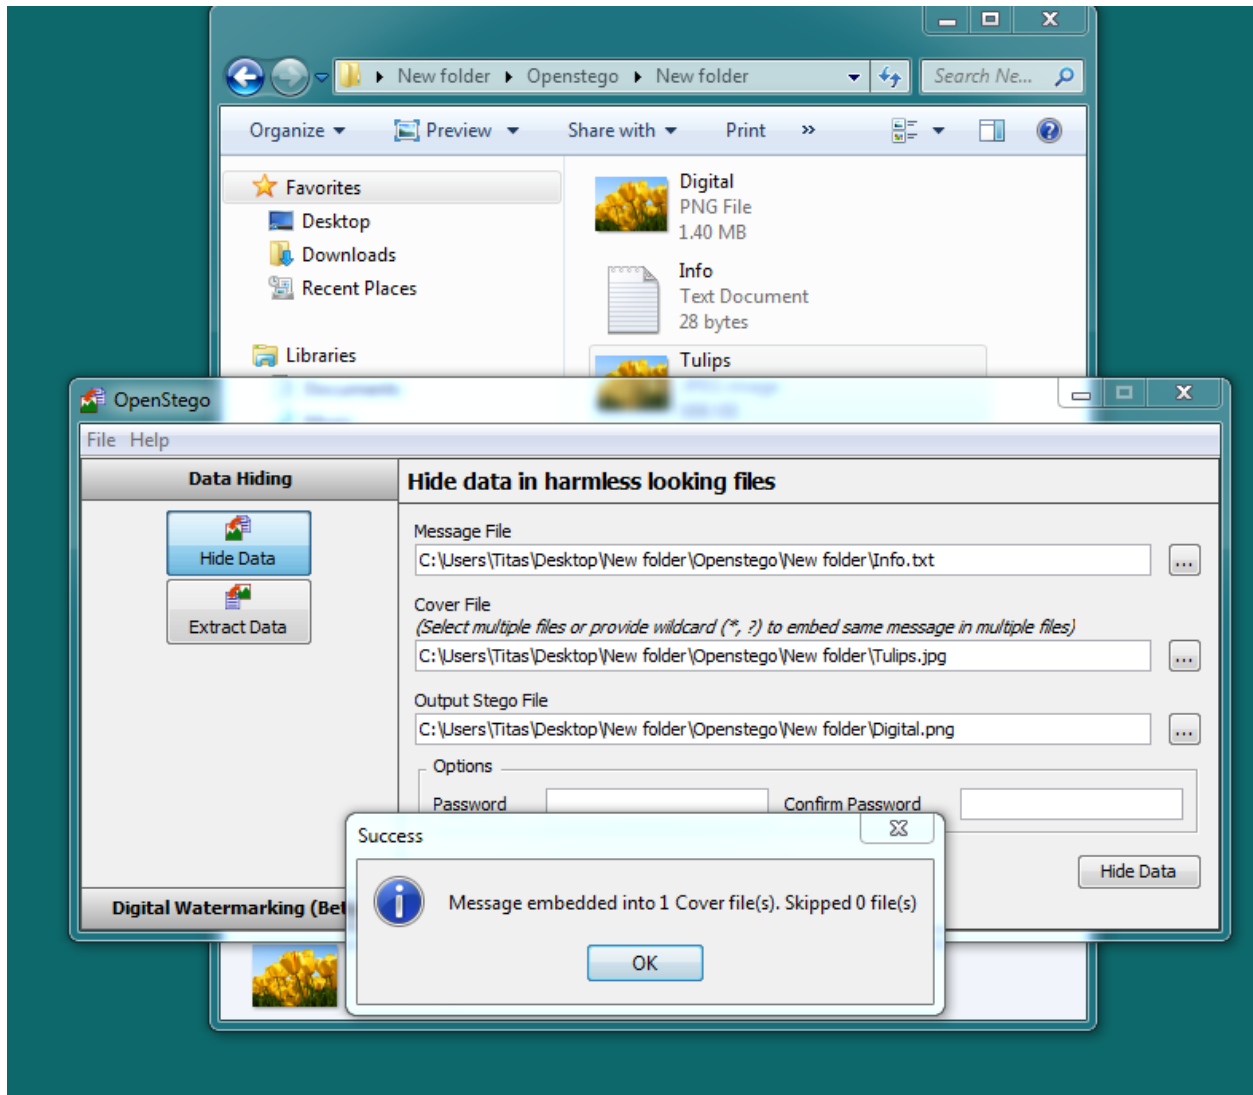 New folder ▸ Openstego ▸ New folder
Search Ne...
Organize
Preview
Share with
Print
»
Favorites
Desktop
Downloads
Recent Places
Libraries
Documents
Digital
PNG File
1.40 MB
Info
Text Document
28 bytes
Tulips
JPEG image
OpenStego
File Help
Data Hiding
Hide Data
Extract Data
Digital Watermarking (Bet
Hide data in harmless looking files
Message File
C:\Users\Titas\Desktop\New folder\Openstego\New folder\Info.txt
...
Cover File
(Select multiple files or provide wildcard (*, ?) to embed same message in multiple files)
C:\Users\Titas\Desktop\New folder\Openstego\New folder\Tulips.jpg
...
Output Stego File
C:\Users\Titas\Desktop\New folder\Openstego\New folder\Digital.png
...
Options
Password
Confirm Password
Hide Data
Success
Message embedded into 1 Cover file(s). Skipped 0 file(s)
OK